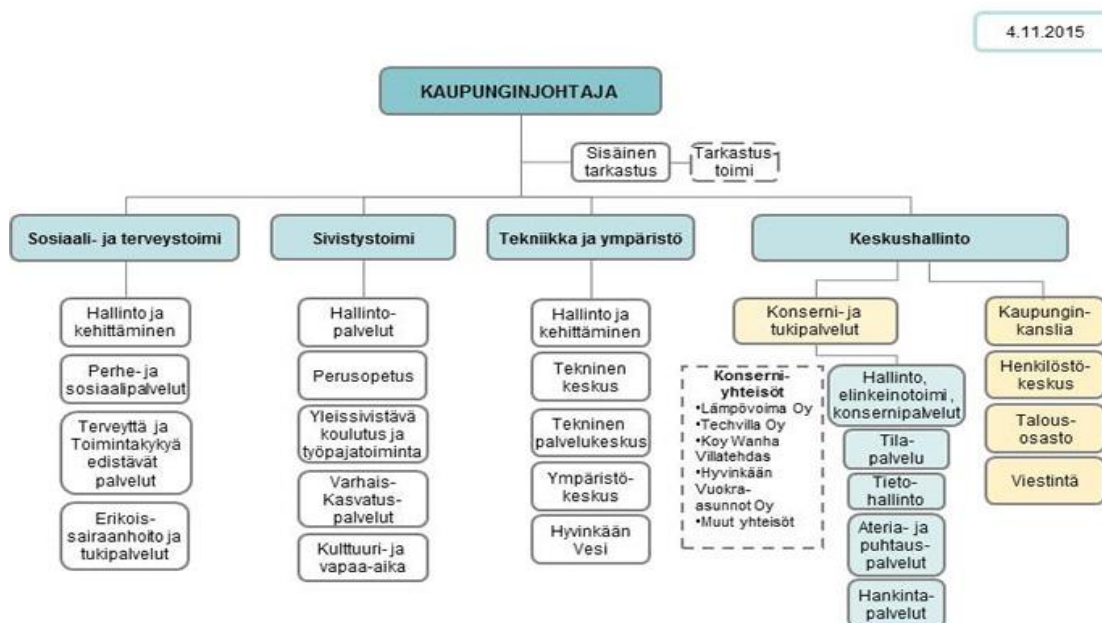 4.11.2015
KAUPUNGINJOHTAJA
Sisäinen
tarkastus
Tarkastus-
toimi
Sosiaali- ja terveystoimi
Hallinto ja
kehittäminen
Perhe- ja
sosiaalipalvelut
Terveyttä ja
Toimintakykyä
edistävät
palvelut
Erikois-
sairaanhoito ja
tukipalvelut
Sivistystoimi
Hallinto-
palvelut
Perusopetus
Yleissivistävä
koulutus ja
työpajatoiminta
Varhais-
Kasvatus-
palvelut
Kulttuuri- ja
vapaa-aika
Tekniikka ja ympäristö
Hallinto ja
kehittäminen
Tekninen
keskus
Tekninen
palvelukeskus
Ympäristö-
keskus
Hyvinkään
Vesi
Keskushallinto
Konserni- ja
tukipalvelut
Konserni-
yhteisöt
•Lämpövoima Oy
•Techvilla Oy
•Koy Wanha
Villatehdas
•Hyvinkään
Vuokra-
asunnot Oy
•Muut yhteisöt
Hallinto,
elinkeinotoimi,
konsernipalvelut
Tila-
palvelu
Tieto-
hallinto
Ateria- ja
puhtaus-
palvelut
Hankinta-
palvelut
Kaupungin-
kanslia
Henkilöstö-
keskus
Talous-
osasto
Viestintä